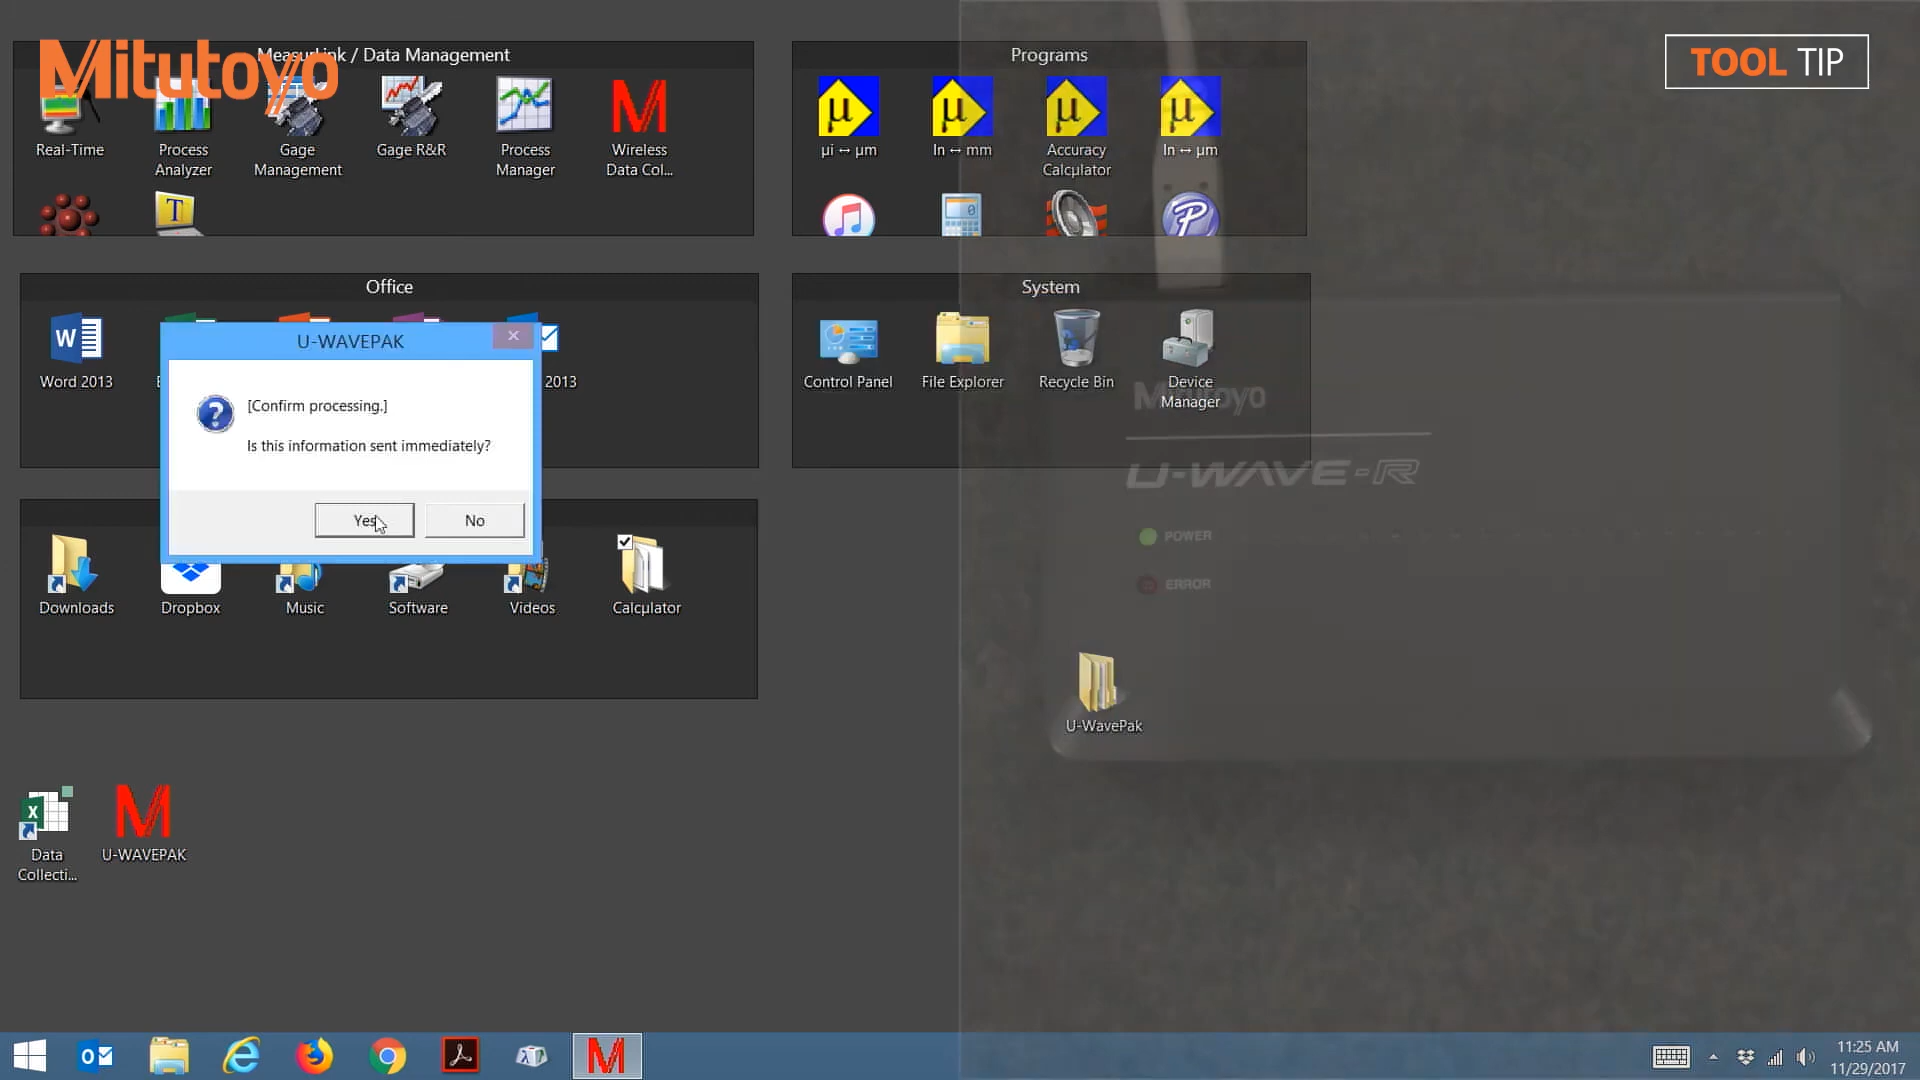 Mitutoyo
TOOL TIP
MeasurLink / Data Management
Real-Time
Process
Analyzer
Gage
Management
Gage R&R
Process
Manager
Wireless
Data Col...
Programs
µi ↔ µm
In ↔ mm
Accuracy
Calcµlator
In ↔ µm
Office
Word 2013
2013
System
Control Panel
File Explorer
Recycle Bin
Device
Manager
U-WAVEPAK
[Confirm processing.]
Is this information sent immediately?
Yes
No
Downloads
Dropbox
Music
Software
Videos
Calcµlator
Mitutoyo
U-WAVE-R
POWER
ERROR
U-WavePak
Data
Collecti...
U-WAVEPAK
11:25 AM
11/29/2017